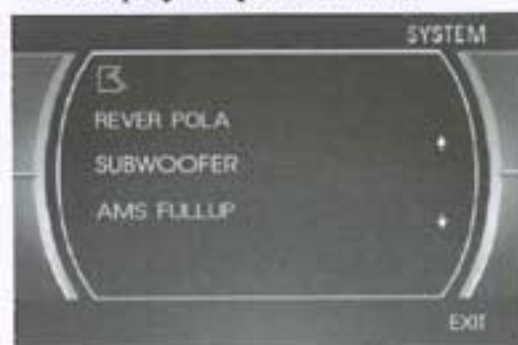 SYSTEM
REVER POLA
SUBWOOFER
AMS FULLUP
EXIT